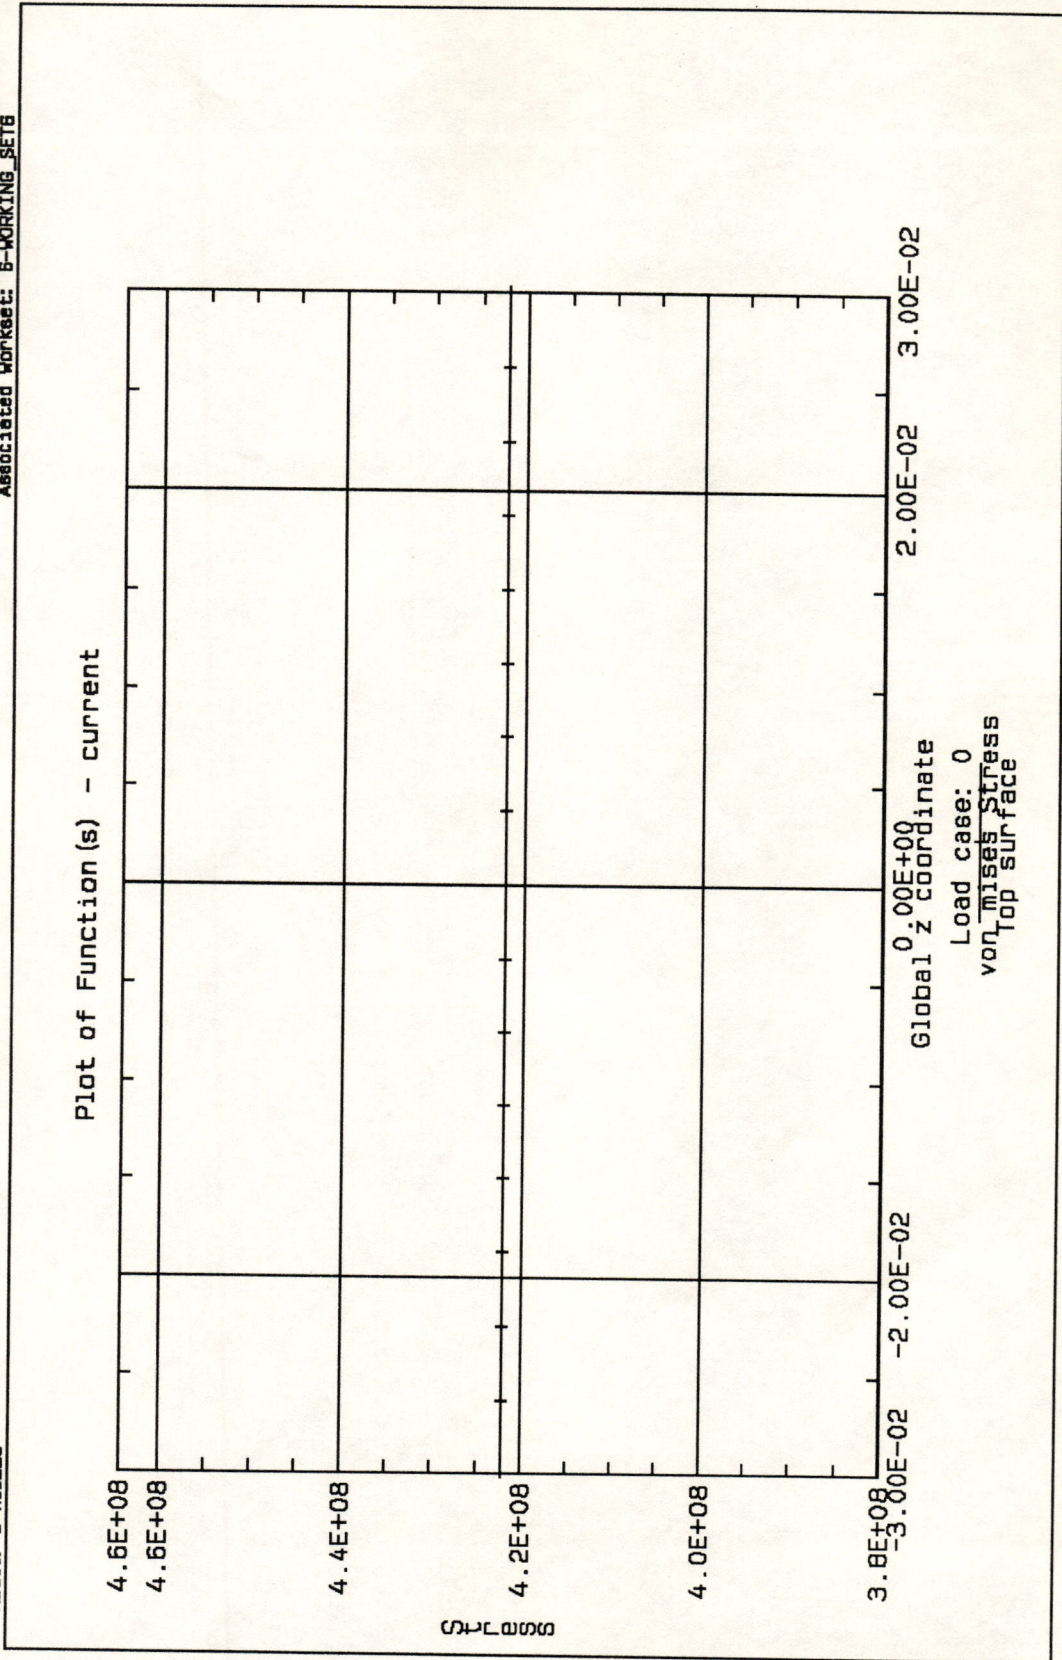 Associated Workset: 6-WORKING_SET6
Plot of Function(s) - current
4.6E+08
4.6E+08
4.4E+08
4.2E+08
4.0E+08
3.8E+08
Stress
-3.00E-02
-2.00E-02
0.00E+00
2.00E-02
3.00E-02
Global z coordinate
Load case: 0
von mises Stress
Top surface